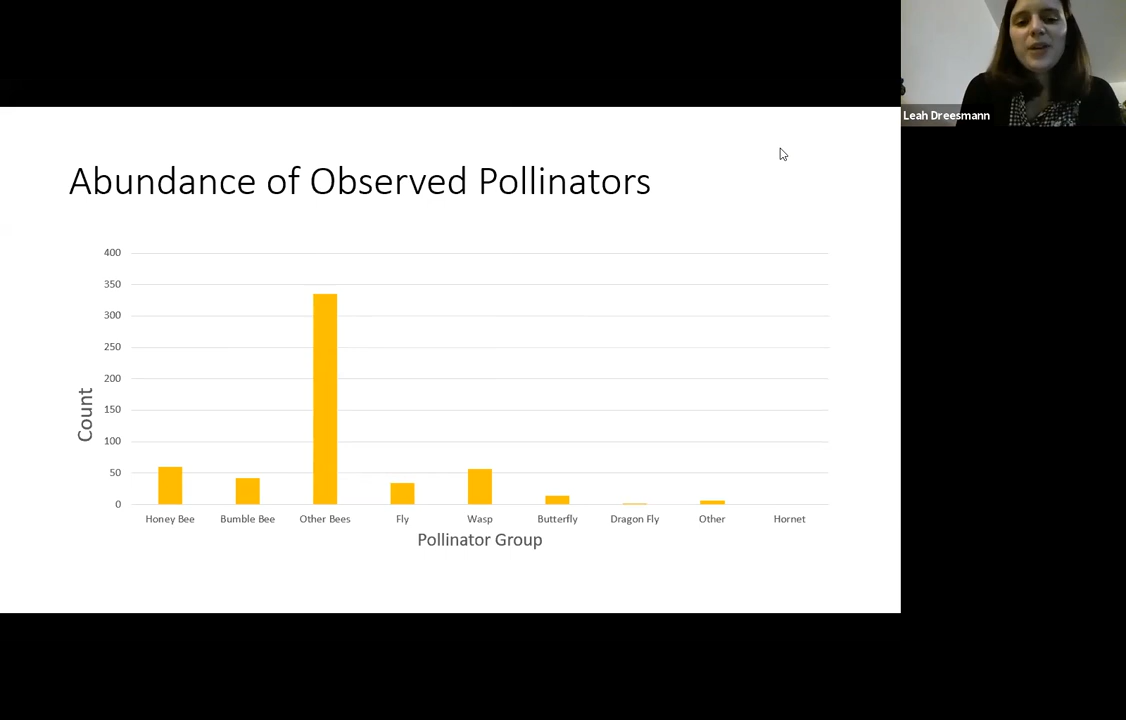 Leah Dreesmann
Abundance of Observed Pollinators
400
350
300
250
200
150
100
50
0
Count
Honey Bee Bumble Bee Other Bees Fly Wasp Butterfly Dragon Fly Other Hornet
Pollinator Group